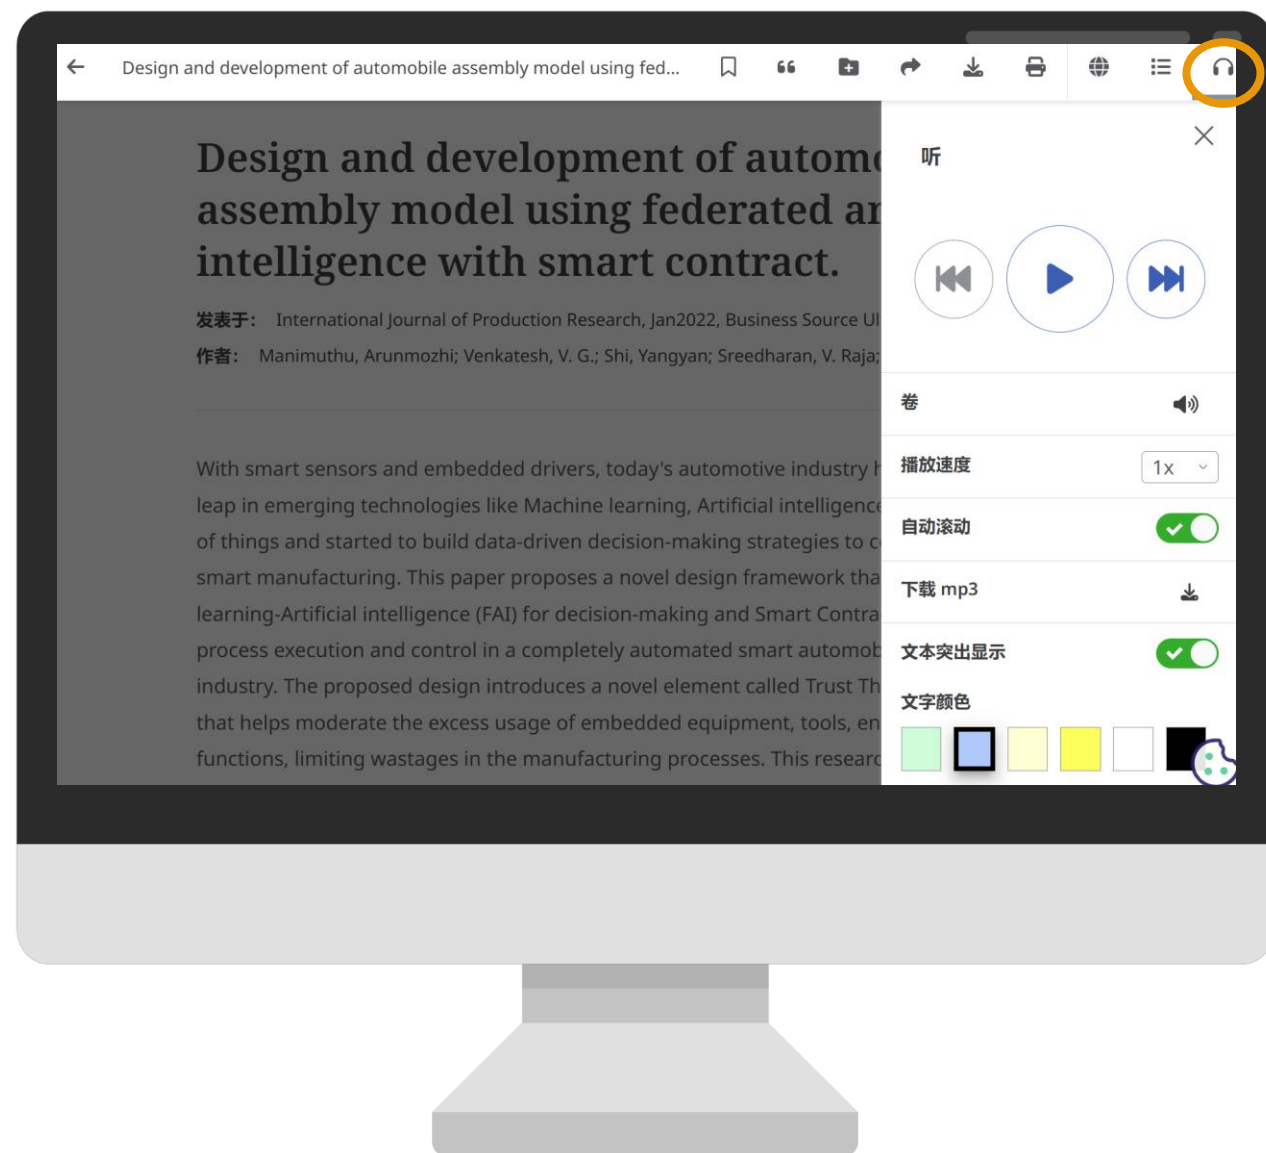 Design and development of automobile assembly model using fed...
Design and development of autom
assembly model using federated ar
intelligence with smart contract.
发表于： International Journal of Production Research, Jan2022, Business Source Ul
作者： Manimuthu, Arunmozhi; Venkatesh, V. G.; Shi, Yangyan; Sreedharan, V. Raja;
With smart sensors and embedded drivers, today's automotive industry h
leap in emerging technologies like Machine learning, Artificial intelligence
of things and started to build data-driven decision-making strategies to c
smart manufacturing. This paper proposes a novel design framework tha
learning-Artificial intelligence (FAI) for decision-making and Smart Contra
process execution and control in a completely automated smart automob
industry. The proposed design introduces a novel element called Trust Th
that helps moderate the excess usage of embedded equipment, tools, en
functions, limiting wastages in the manufacturing processes. This researc
听
卷
播放速度
1x
自动滚动
下载 mp3
文本突出显示
文字颜色